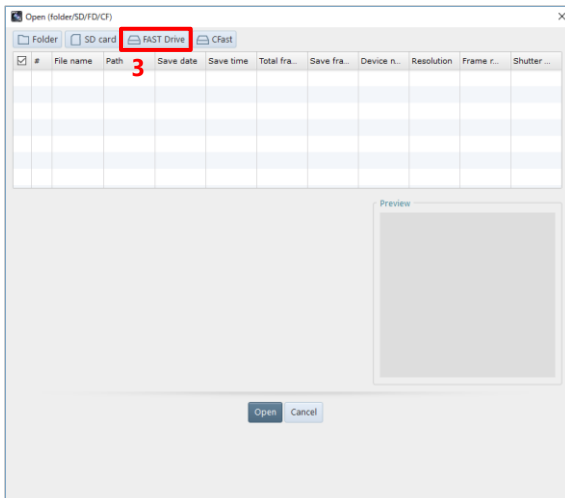 Open (folder/SD/FD/CF)
Folder SD card FAST Drive CFast
# File name Path Save date Save time Total fra... Save fra... Device n... Resolution Frame r... Shutter ...
3
Preview
Open Cancel